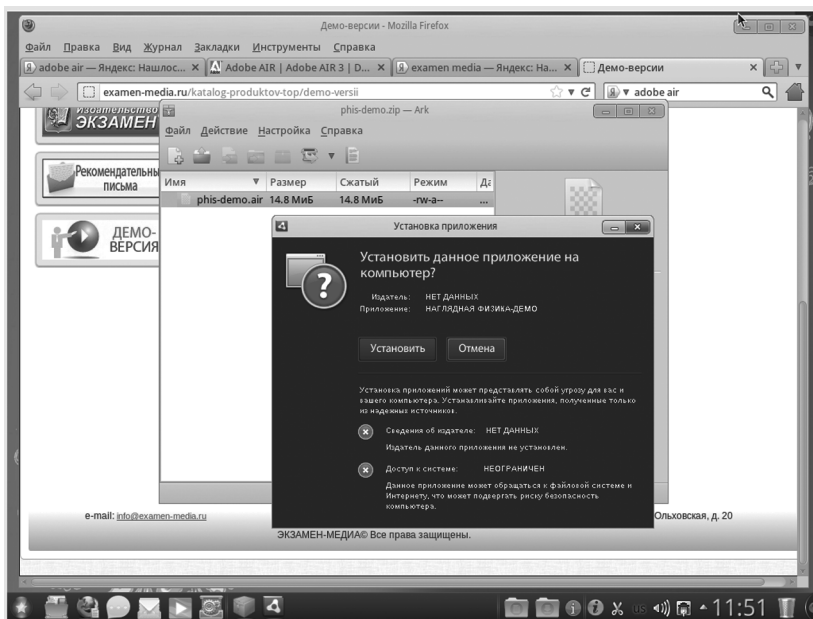 Демо-версии - Mozilla Firefox
Файл Правка Вид Журнал Закладки Инструменты Справка
adobe air — Яндекс: Нашлос... Adobe AIR | Adobe AIR 3 | D... examen media — Яндекс: На... Демо-версии
examen-media.ru/katalog-produktov-top/demo-versii adobe air
ЭКЗАМЕН
phis-demo.zip — Ark
Файл Действие Настройка Справка
Рекомендательны
письма
Имя Размер Сжатый Режим
phis-demo.air 14.8 МиБ 14.8 МиБ -rw-a-- ...
ДЕМО-
ВЕРСИЯ
Установка приложения
Установить данное приложение на
компьютер?
Издатель: НЕТ ДАННЫХ
Приложение: НАГЛЯДНАЯ ФИЗИКА-ДЕМО
Установить Отмена
Установка приложений может представлять собой угрозу для вас и
вашего компьютера. Устанавливайте приложения, полученные только
из надежных источников.
Сведения об издателе: НЕТ ДАННЫХ
Издатель данного приложения не установлен.
Доступ к системе: НЕОГРАНИЧЕН
Данное приложение может обращаться к файловой системе и
Интернету, что может подвергать риску безопасность
компьютера.
e-mail: info@examen-media.ru Ольховская, д. 20
ЭКЗАМЕН-МЕДИА© Все права защищены.
us 11:51